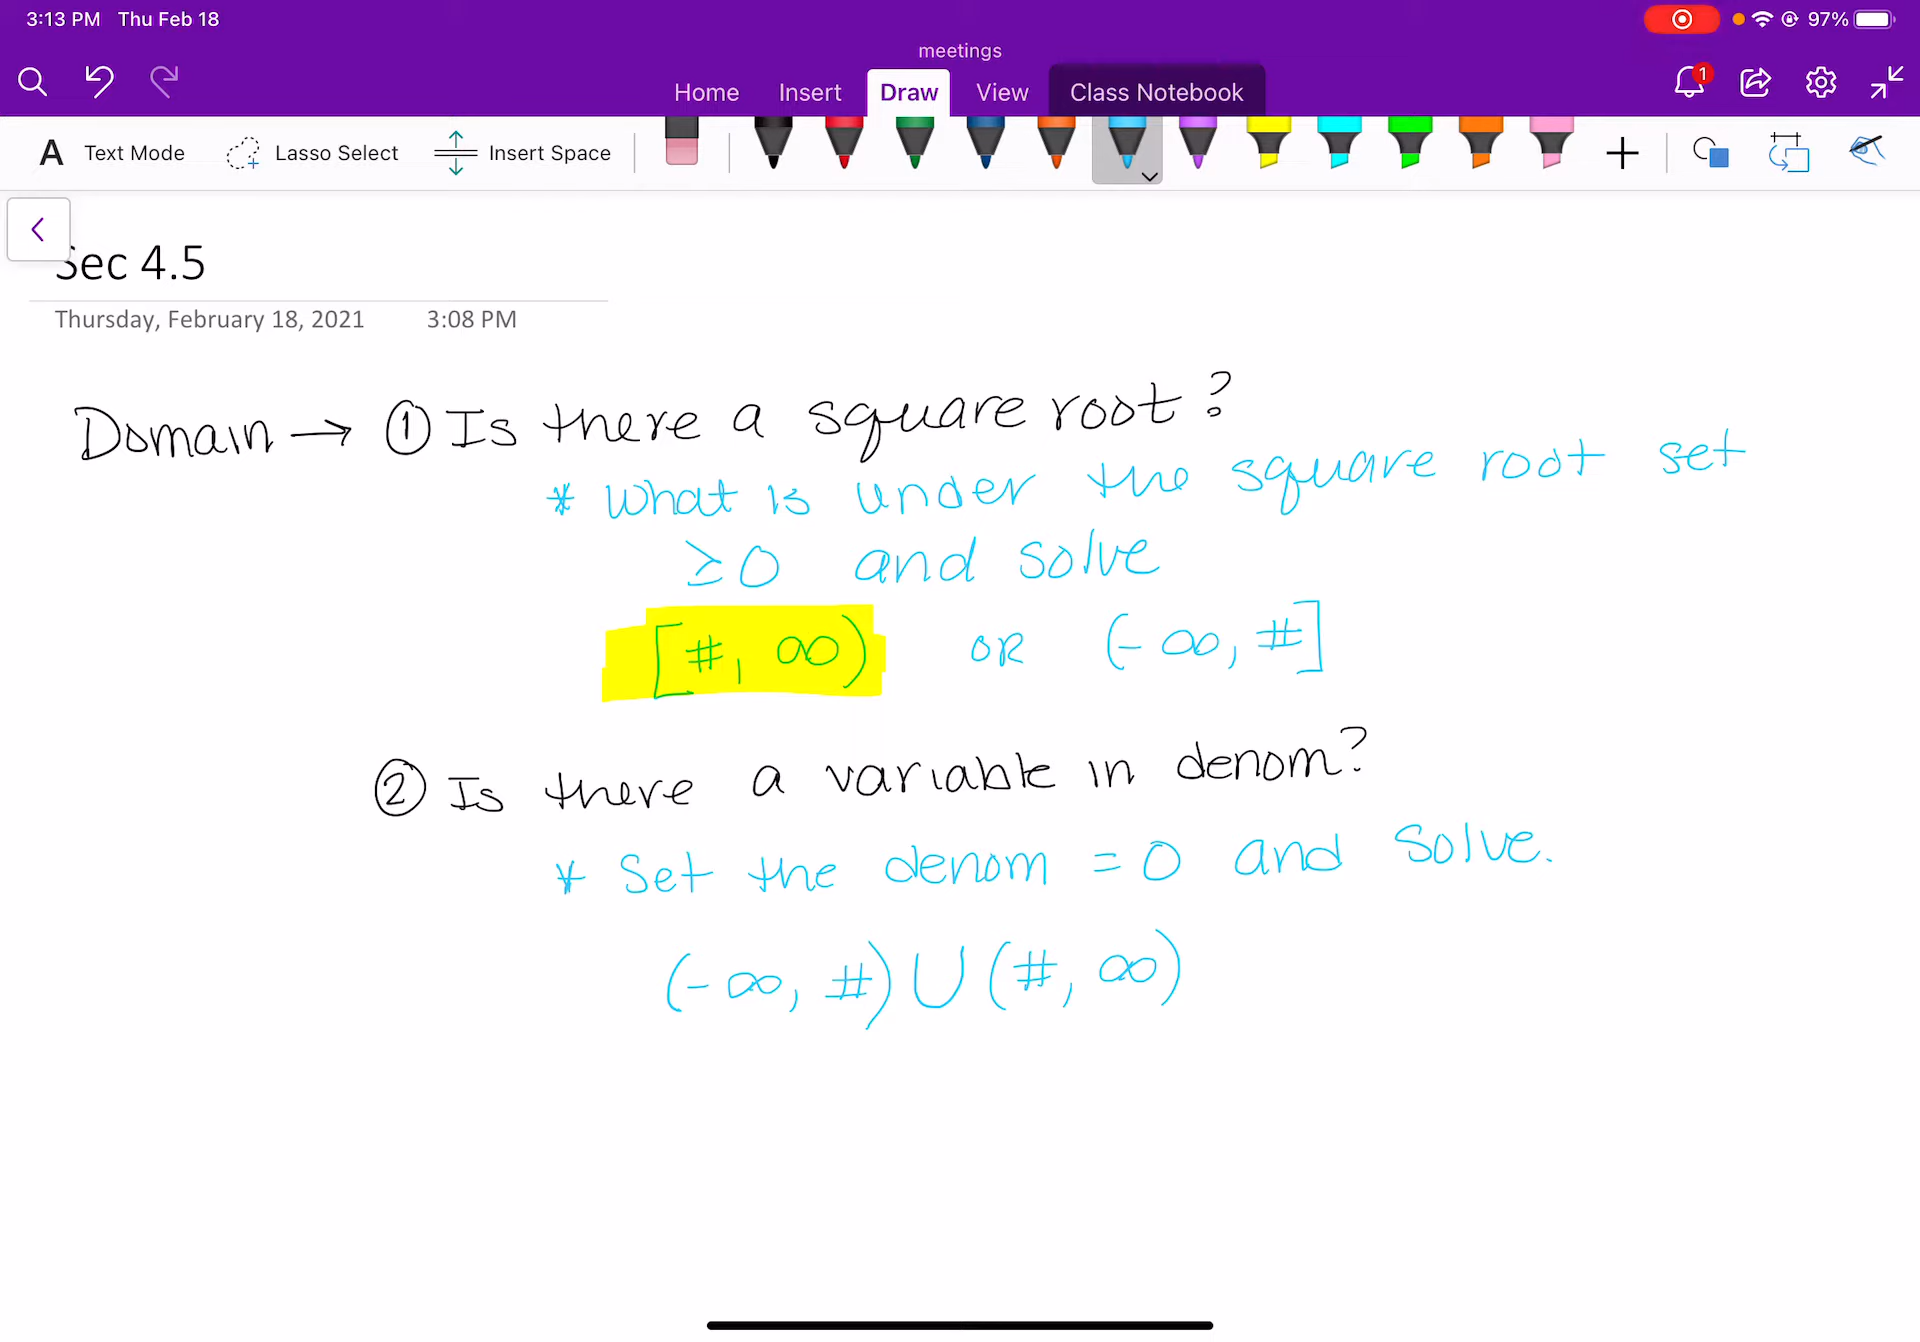 3:13 PM Thu Feb 18 97%
meetings
Home Insert Draw View Class Notebook 1
A Text Mode Lasso Select Insert Space
Sec 4.5
Thursday, February 18, 2021 3:08 PM
Domain → ① Is there a square root?
* What is under the square root set
≥0 and solve
[#, ∞) OR (-∞, #]
② Is there a variable in denom?
* Set the denom = 0 and solve.
(-∞, #) ∪ (#, ∞)